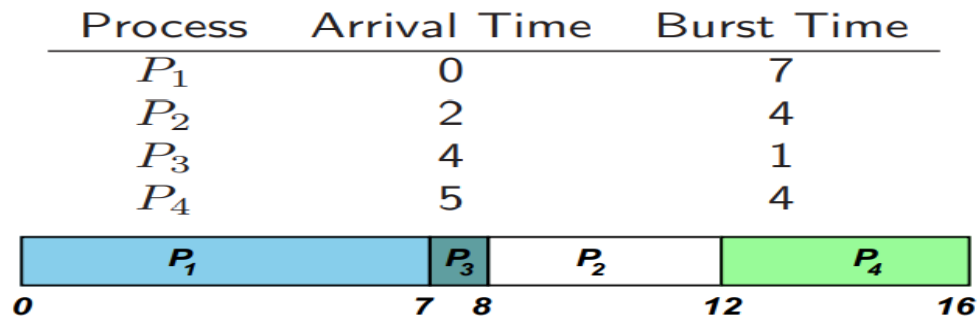 Process Arrival Time Burst Time
P₁ 0 7
P₂ 2 4
P₃ 4 1
P₄ 5 4
P₁ P₃ P₂ P₄
0 7 8 12 16